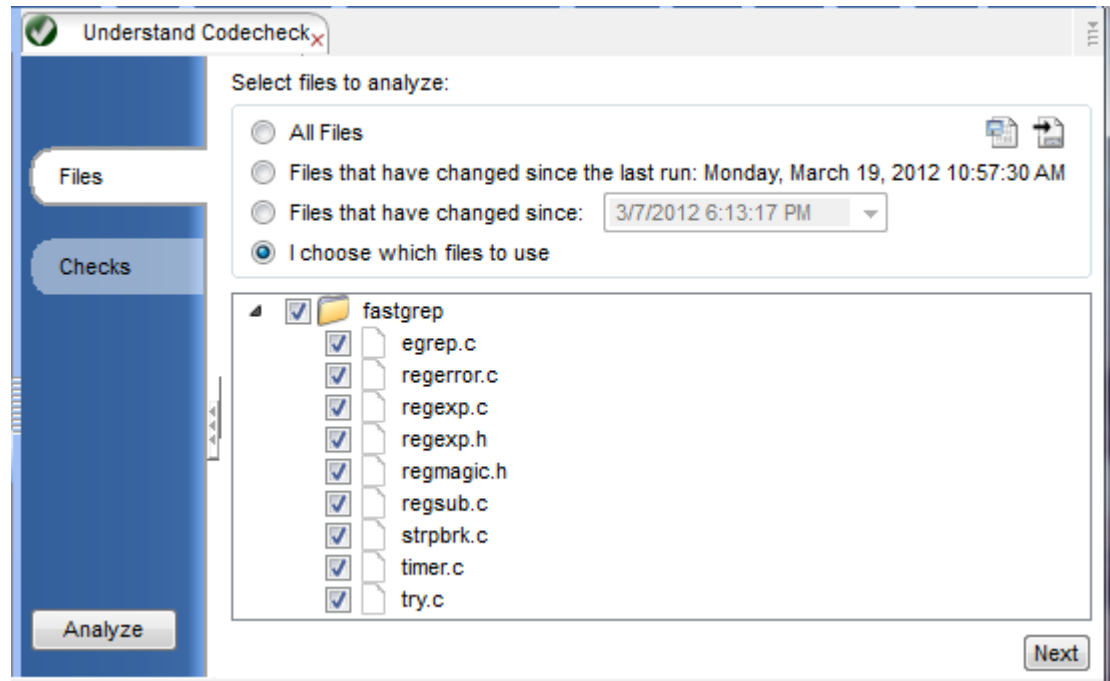 Understand Codecheck
Select files to analyze:
All Files
Files that have changed since the last run: Monday, March 19, 2012 10:57:30 AM
Files
Files that have changed since: 3/7/2012 6:13:17 PM
I choose which files to use
Checks
fastgrep
egrep.c
regerror.c
regexp.c
regexp.h
regmagic.h
regsub.c
strpbrk.c
timer.c
try.c
Analyze
Next